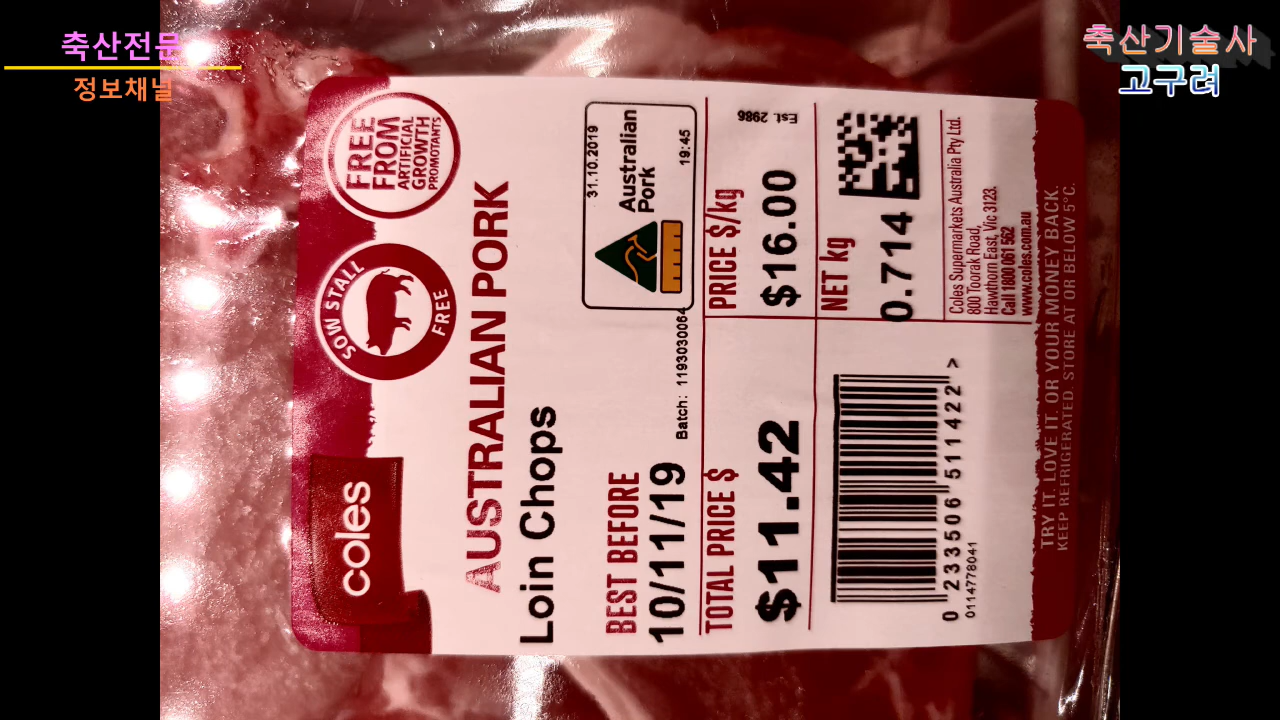 축산전문
정보채널
축산기술사
고구려
coles
SOW STALL
FREE
FREE
FROM
ARTIFICIAL
GROWTH
PROMOTANTS
AUSTRALIAN PORK
Loin Chops
31.10.2019
Australian
Pork
19:45
BEST BEFORE
10/11/19
Batch: 1193030064
TOTAL PRICE $
$11.42
PRICE $/kg
$16.00
Est. 2986
NET kg
0.714
0 233506 511422 >
0114778041
Coles Supermarkets Australia Pty Ltd.
800 Toorak Road,
Hawthorn East, Vic 3123.
Call 1800 061 562
www.coles.com.au
TRY IT. LOVE IT. OR YOUR MONEY BACK.
KEEP REFRIGERATED. STORE AT OR BELOW 5°C.